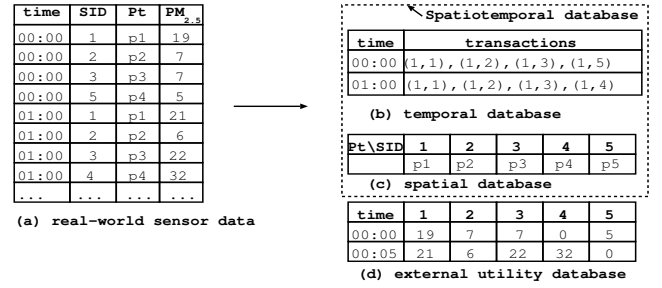 time SID Pt PM2.5
00:00 1 p1 19
00:00 2 p2 7
00:00 3 p3 7
00:00 5 p4 5
01:00 1 p1 21
01:00 2 p2 6
01:00 3 p3 22
01:00 4 p4 32
... ... ... ...
(a) real-world sensor data
Spatiotemporal database
time transactions
00:00 (1,1),(1,2),(1,3),(1,5)
01:00 (1,1),(1,2),(1,3),(1,4)
(b) temporal database
Pt\SID 1 2 3 4 5
p1 p2 p3 p4 p5
(c) spatial database
time 1 2 3 4 5
00:00 19 7 7 0 5
00:05 21 6 22 32 0
(d) external utility database